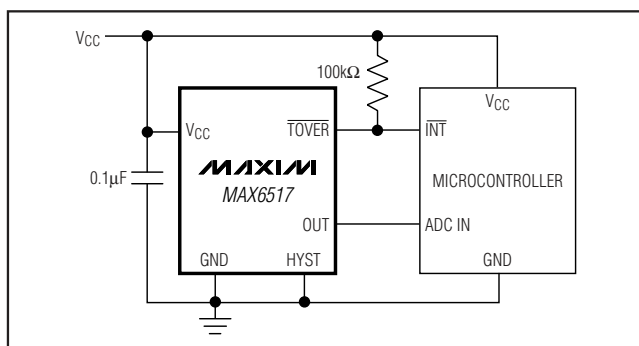 VCC
100kΩ
VCC
TOVER
INT
VCC
0.1μF
MAXIM
MAX6517
MICROCONTROLLER
OUT
ADC IN
GND
HYST
GND